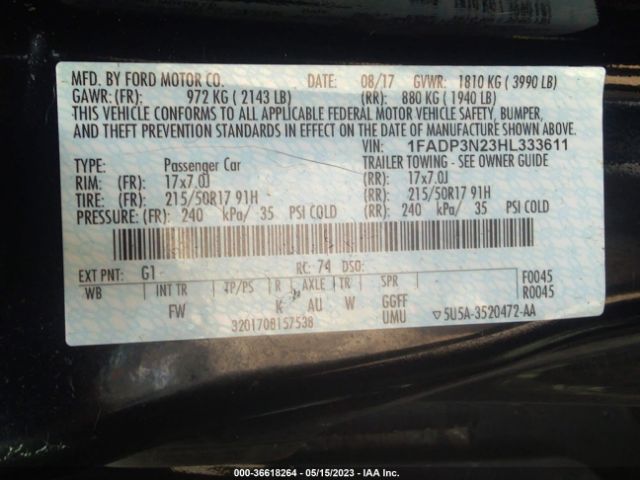 MFD. BY FORD MOTOR CO. DATE: 08/17 GVWR: 1810 KG ( 3990 LB)
GAWR: (FR): 972 KG ( 2143 LB) (RR): 880 KG ( 1940 LB)
THIS VEHICLE CONFORMS TO ALL APPLICABLE FEDERAL MOTOR VEHICLE SAFETY, BUMPER,
AND THEFT PREVENTION STANDARDS IN EFFECT ON THE DATE OF MANUFACTURE SHOWN ABOVE.
VIN: 1FADP3N23HL333611
TYPE: Passenger Car TRAILER TOWING - SEE OWNER GUIDE
RIM: (FR): 17x7.0J (RR): 17x7.0J
TIRE: (FR): 215/50R17 91H (RR): 215/50R17 91H
PRESSURE: (FR): 240 kPa/ 35 PSI COLD (RR): 240 kPa/ 35 PSI COLD
EXT PNT: G1 RC: 74 DSO:
WB INT TR TP/PS R AXLE TR SPR F0045
FW K AU W GGFF R0045
UMU ▽5U5A-3520472-AA
3201708157538
000-36618264 - 05/15/2023 - IAA Inc.